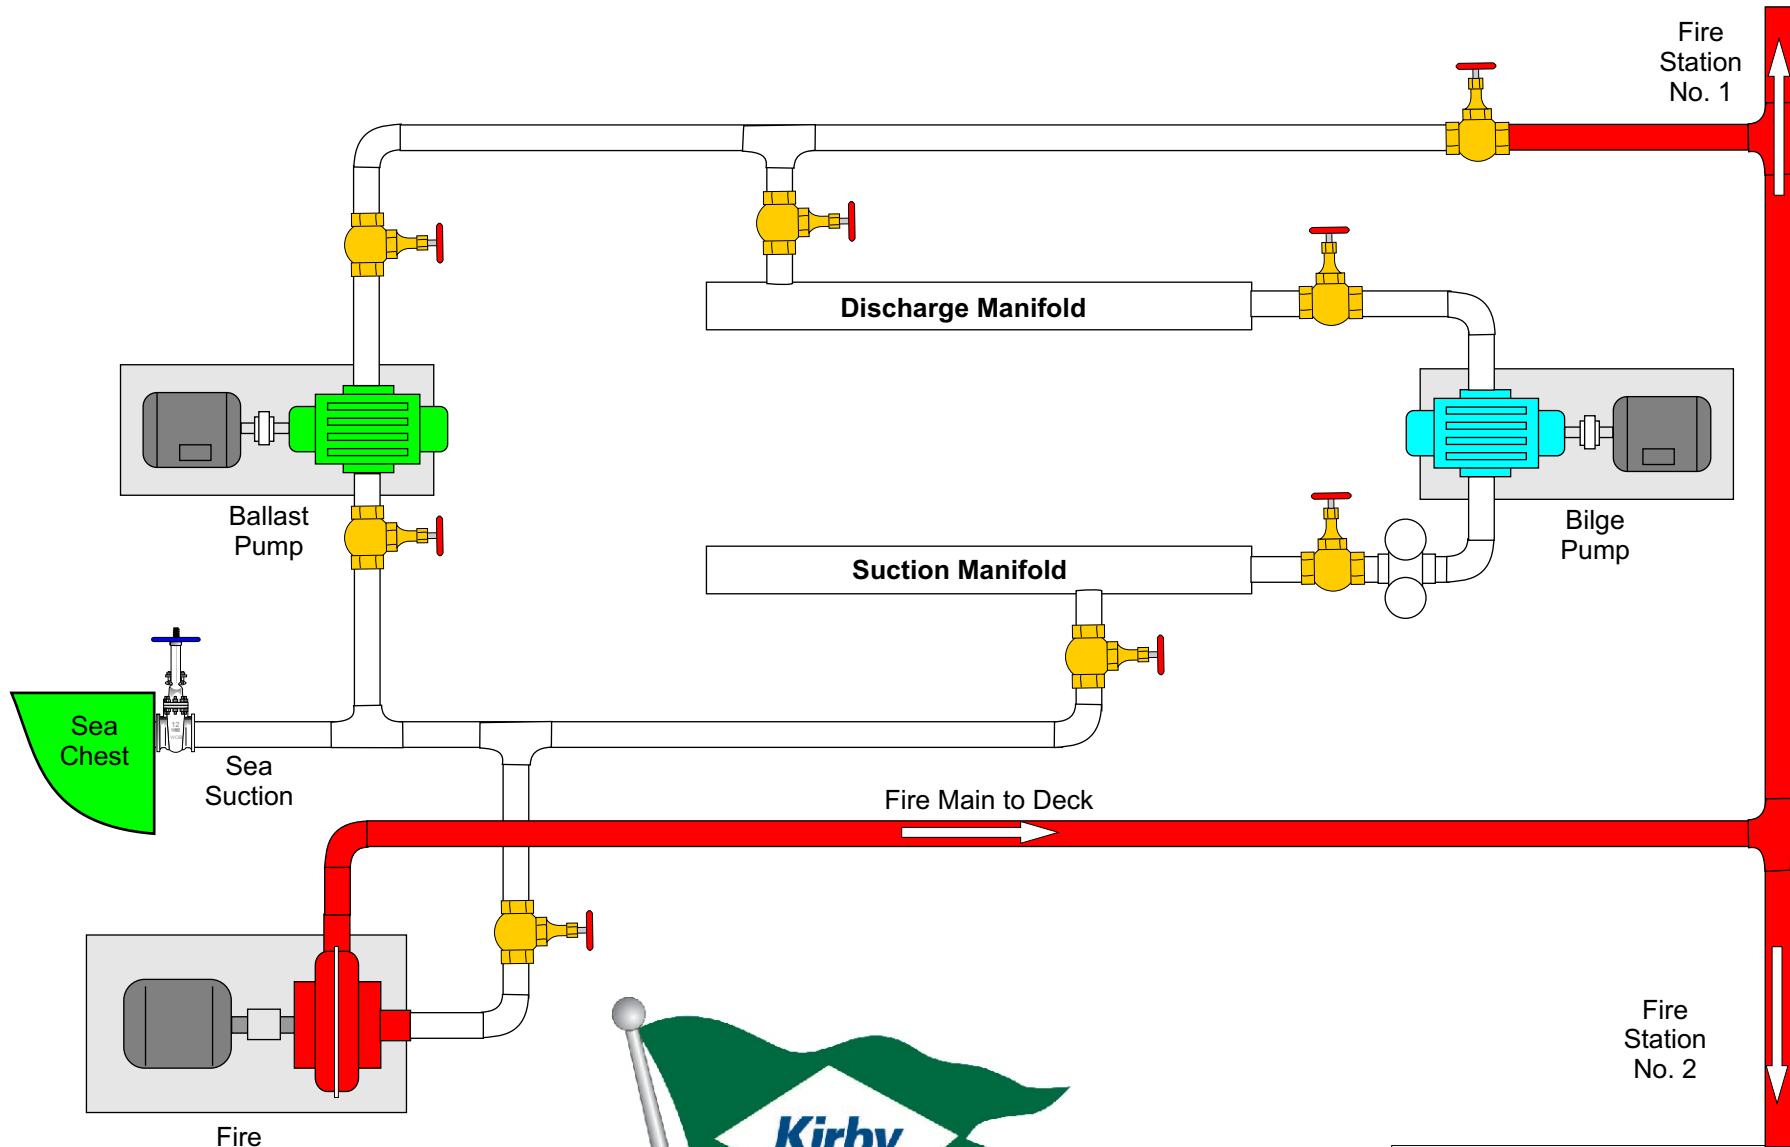 Fire
Station
No. 1
Discharge Manifold
Ballast
Pump
Bilge
Pump
Suction Manifold
Sea
Chest
Sea
Suction
Fire Main to Deck
Fire
Station
No. 2
Kirby
Fire